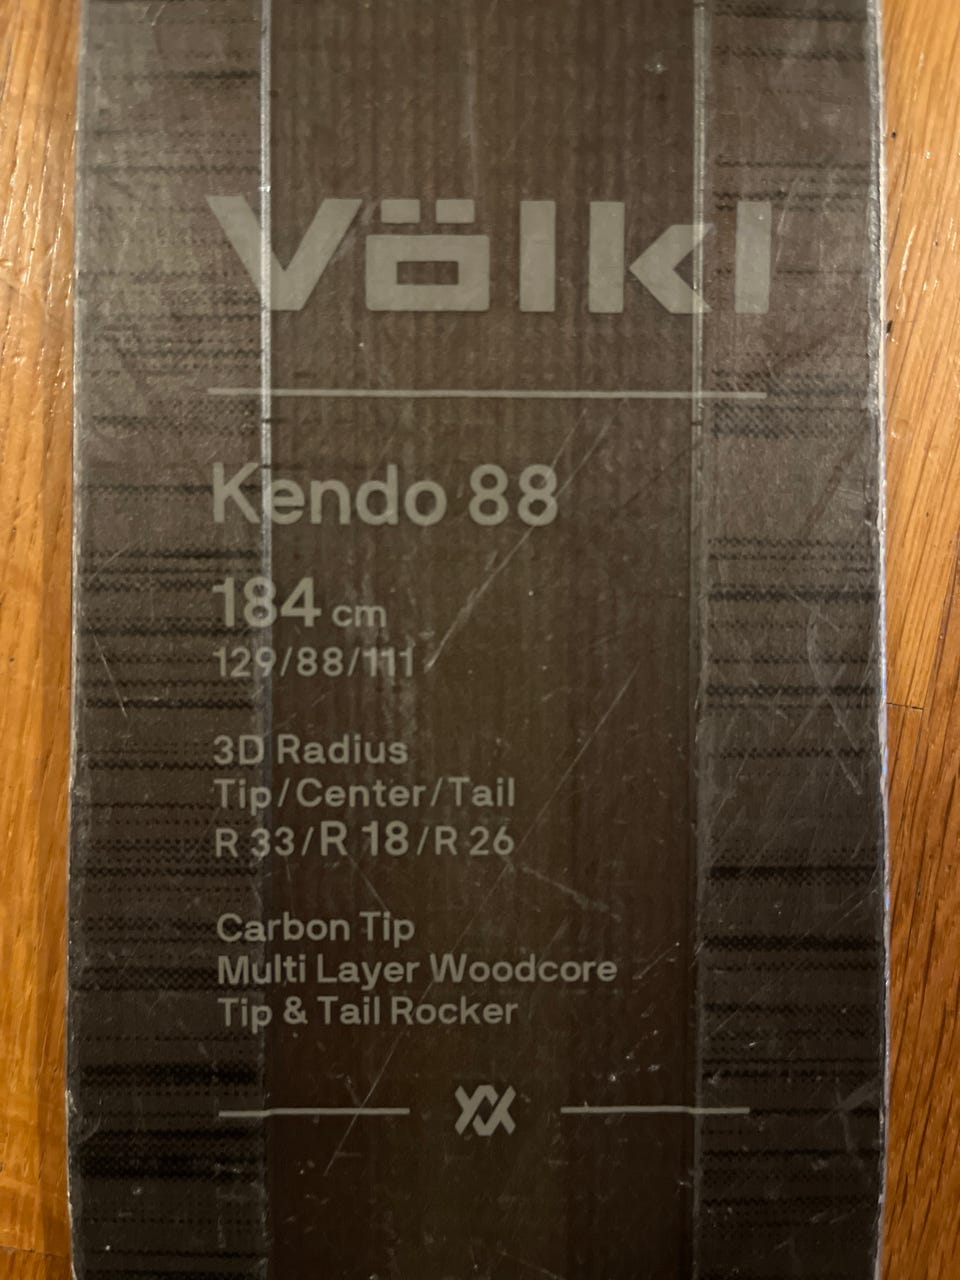 Völkl
Kendo 88
184 cm
129/88/111
3D Radius
Tip/Center/Tail
R 33/R 18/R 26
Carbon Tip
Multi Layer Woodcore
Tip & Tail Rocker